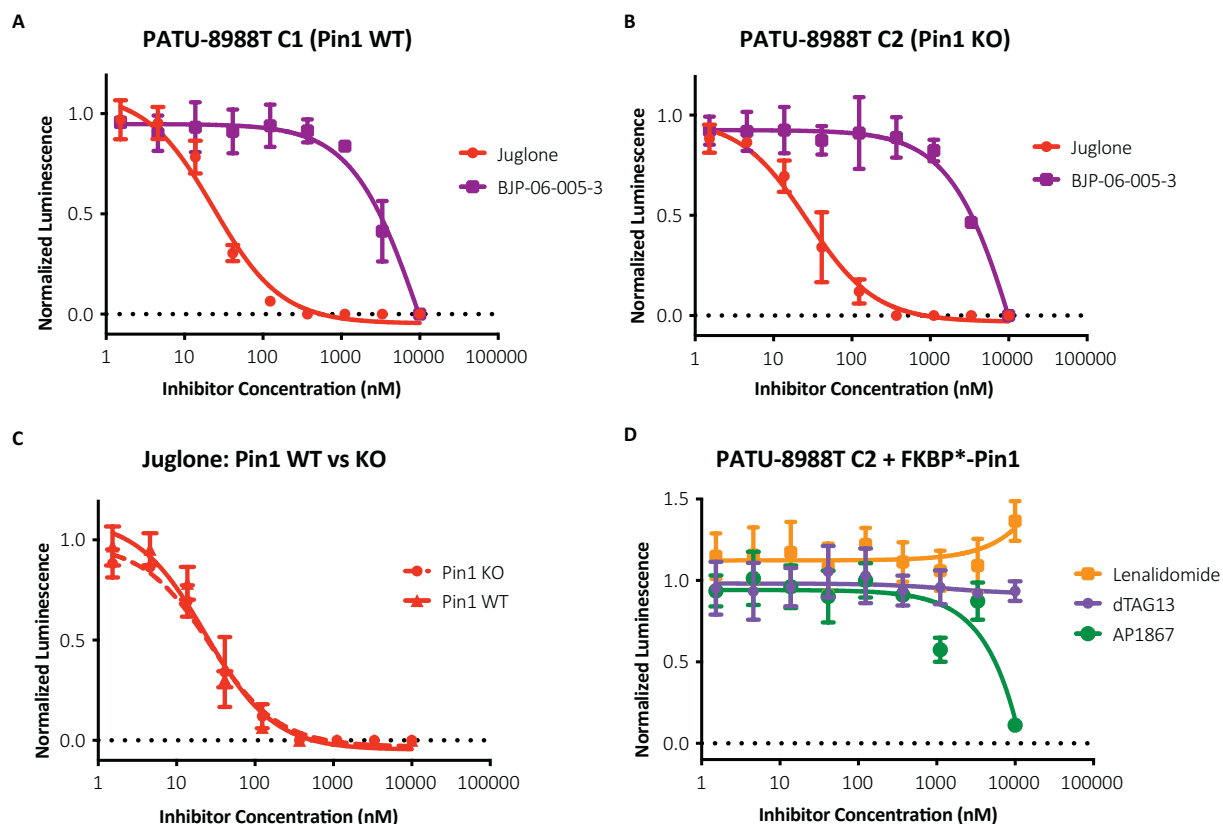 A
PATU-8988T C1 (Pin1 WT)
Normalized Luminescence
1.0
0.5
0.0
1 10 100 1000 10000 100000
Inhibitor Concentration (nM)
Juglone
BJP-06-005-3
B
PATU-8988T C2 (Pin1 KO)
Normalized Luminescence
1.0
0.5
0.0
1 10 100 1000 10000 100000
Inhibitor Concentration (nM)
Juglone
BJP-06-005-3
C
Juglone: Pin1 WT vs KO
Normalized Luminescence
1.0
0.5
0.0
1 10 100 1000 10000 100000
Inhibitor Concentration (nM)
Pin1 KO
Pin1 WT
D
PATU-8988T C2 + FKBP*-Pin1
Normalized Luminescence
1.5
1.0
0.5
0.0
1 10 100 1000 10000 100000
Inhibitor Concentration (nM)
Lenalidomide
dTAG13
AP1867